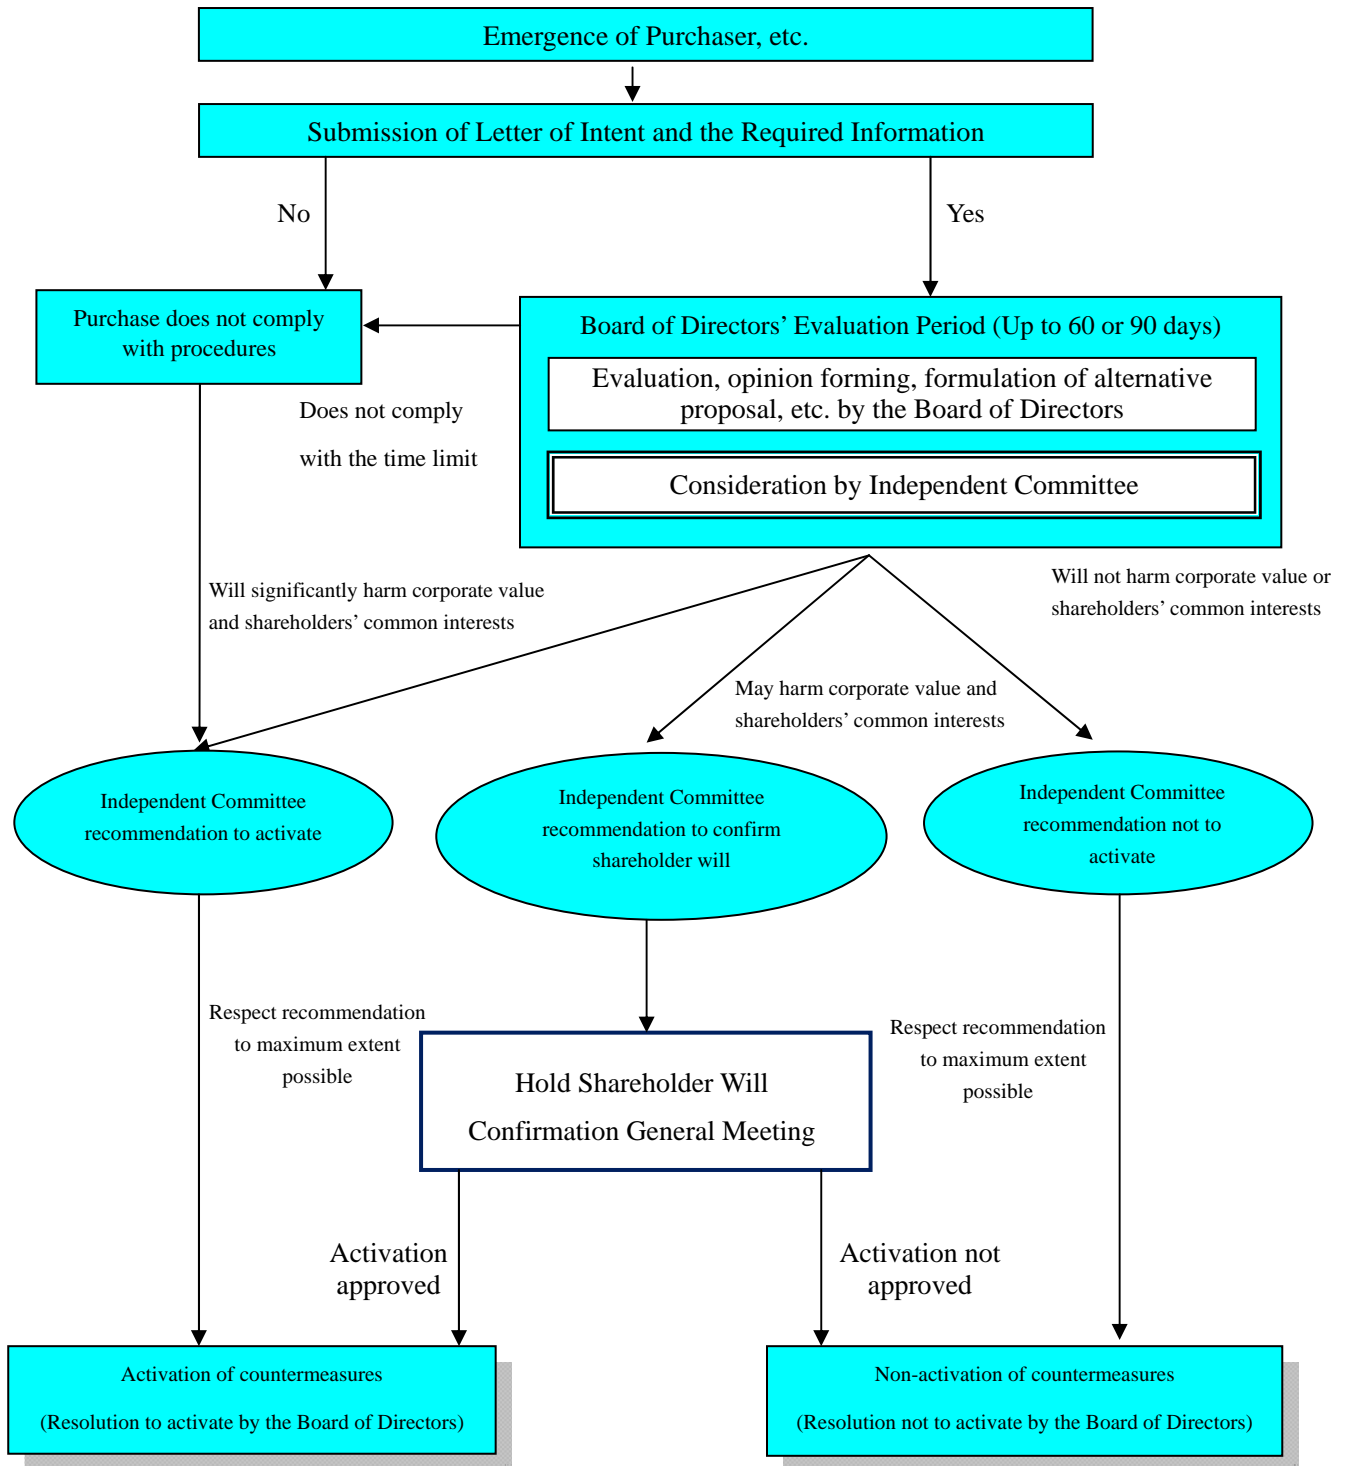 Emergence of Purchaser, etc.
Submission of Letter of Intent and the Required Information
No
Yes
Purchase does not comply
with procedures
Board of Directors’ Evaluation Period (Up to 60 or 90 days)
Evaluation, opinion forming, formulation of alternative
proposal, etc. by the Board of Directors
Consideration by Independent Committee
Does not comply
with the time limit
Will significantly harm corporate value
and shareholders’ common interests
May harm corporate value and
shareholders’ common interests
Will not harm corporate value or
shareholders’ common interests
Independent Committee
recommendation to activate
Independent Committee
recommendation to confirm
shareholder will
Independent Committee
recommendation not to
activate
Respect recommendation
to maximum extent
possible
Hold Shareholder Will
Confirmation General Meeting
Respect recommendation
to maximum extent
possible
Activation
approved
Activation not
approved
Activation of countermeasures
(Resolution to activate by the Board of Directors)
Non-activation of countermeasures
(Resolution not to activate by the Board of Directors)